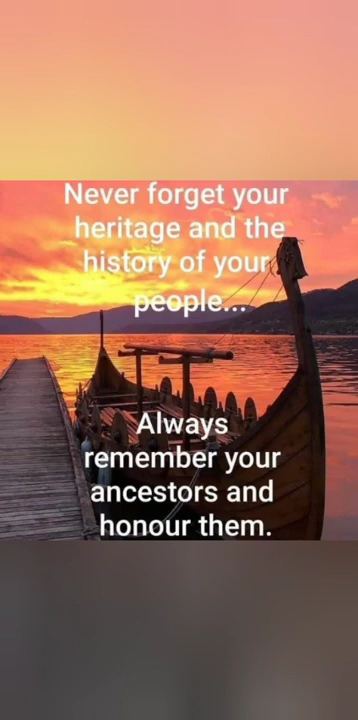 Never forget your
heritage and the
history of your
people...
Always
remember your
ancestors and
honour them.